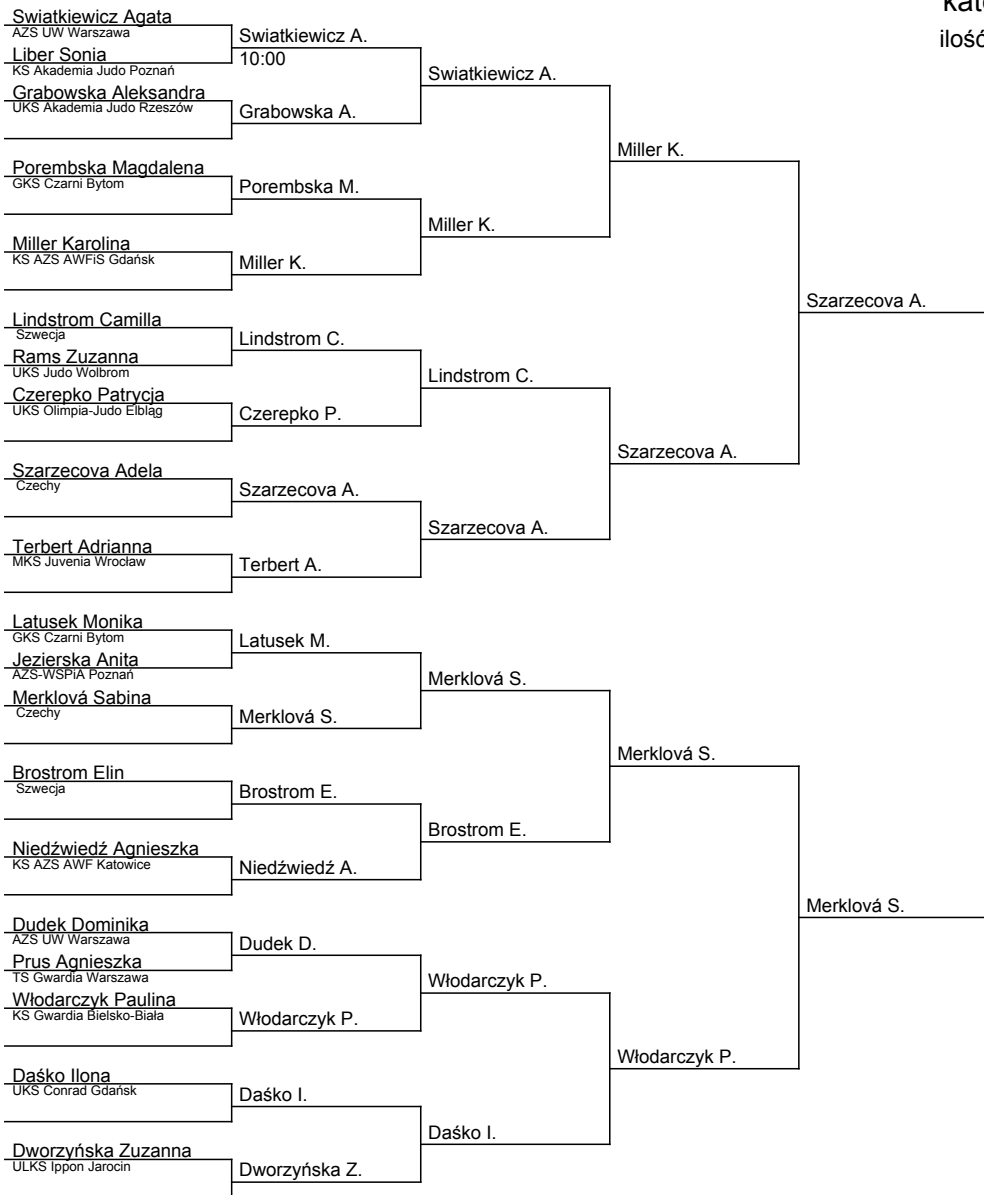 kat
ilość
Swiatkiewicz Agata
AZS UW Warszawa
Liber Sonia
KS Akademia Judo Poznań
Grabowska Aleksandra
UKS Akademia Judo Rzeszów
Porembska Magdalena
GKS Czarni Bytom
Miller Karolina
KS AZS AWFiS Gdańsk
Lindstrom Camilla
Szwecja
Rams Zuzanna
UKS Judo Wolbrom
Czerepko Patrycja
UKS Olimpia-Judo Elbląg
Szarzecova Adela
Czechy
Terbert Adrianna
MKS Juvenia Wrocław
Latusek Monika
GKS Czarni Bytom
Jezierska Anita
AZS-WSPiA Poznań
Merklová Sabina
Czechy
Brostrom Elin
Szwecja
Niedźwiedź Agnieszka
KS AZS AWF Katowice
Dudek Dominika
AZS UW Warszawa
Prus Agnieszka
TS Gwardia Warszawa
Włodarczyk Paulina
KS Gwardia Bielsko-Biała
Daśko Ilona
UKS Conrad Gdańsk
Dworzyńska Zuzanna
ULKS Ippon Jarocin
Swiatkiewicz A.
10:00
Grabowska A.
Porembska M.
Miller K.
Lindstrom C.
Czerepko P.
Szarzecova A.
Terbert A.
Latusek M.
Merklová S.
Brostrom E.
Niedźwiedź A.
Dudek D.
Włodarczyk P.
Daśko I.
Dworzyńska Z.
Swiatkiewicz A.
Miller K.
Lindstrom C.
Szarzecova A.
Merklová S.
Brostrom E.
Włodarczyk P.
Daśko I.
Miller K.
Szarzecova A.
Merklová S.
Włodarczyk P.
Szarzecova A.
Merklová S.